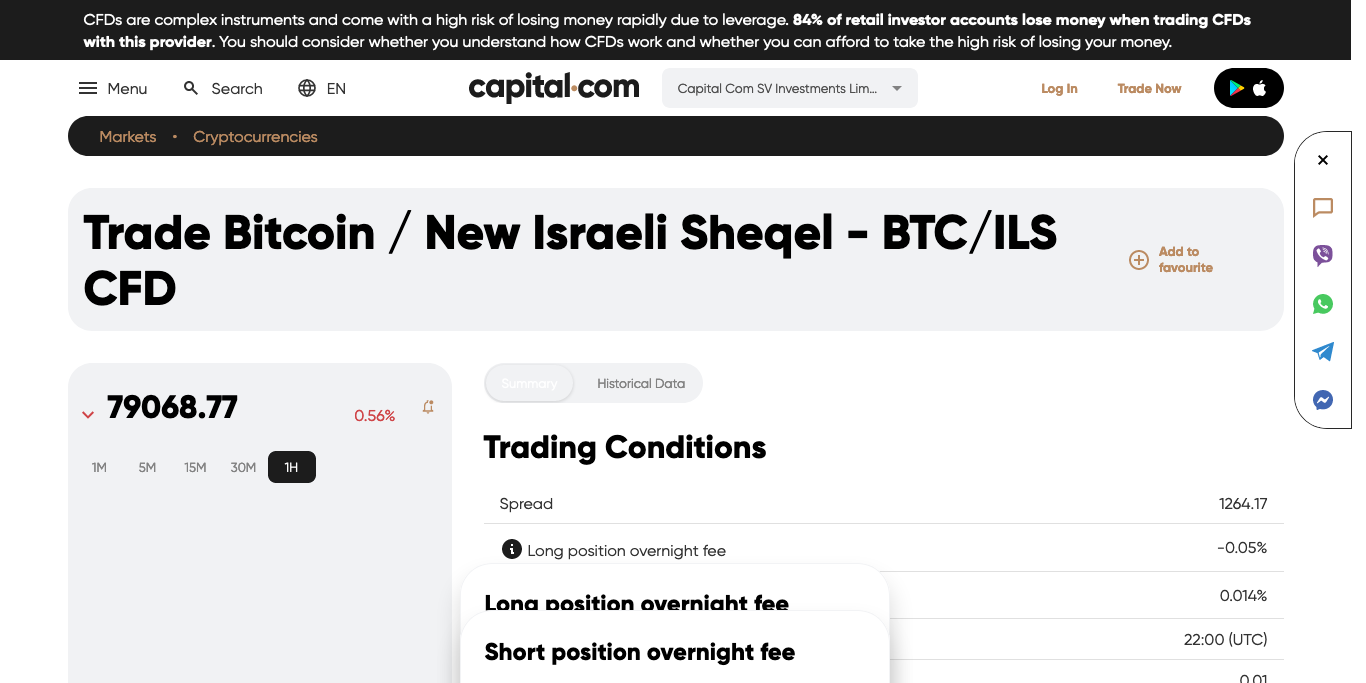 CFDs are complex instruments and come with a high risk of losing money rapidly due to leverage. 84% of retail investor accounts lose money when trading CFDs
with this provider. You should consider whether you understand how CFDs work and whether you can afford to take the high risk of losing your money.
Menu Search EN capital.com Capital Com SV Investments Lim... Log In Trade Now
Markets • Cryptocurrencies
Trade Bitcoin / New Israeli Sheqel - BTC/ILS
CFD
Add to
favourite
79068.77 0.56%
1M 5M 15M 30M 1H
Summary Historical Data
Trading Conditions
Spread 1264.17
Long position overnight fee -0.05%
Long position overnight fee
0.014%
Short position overnight fee
22:00 (UTC)
0.01